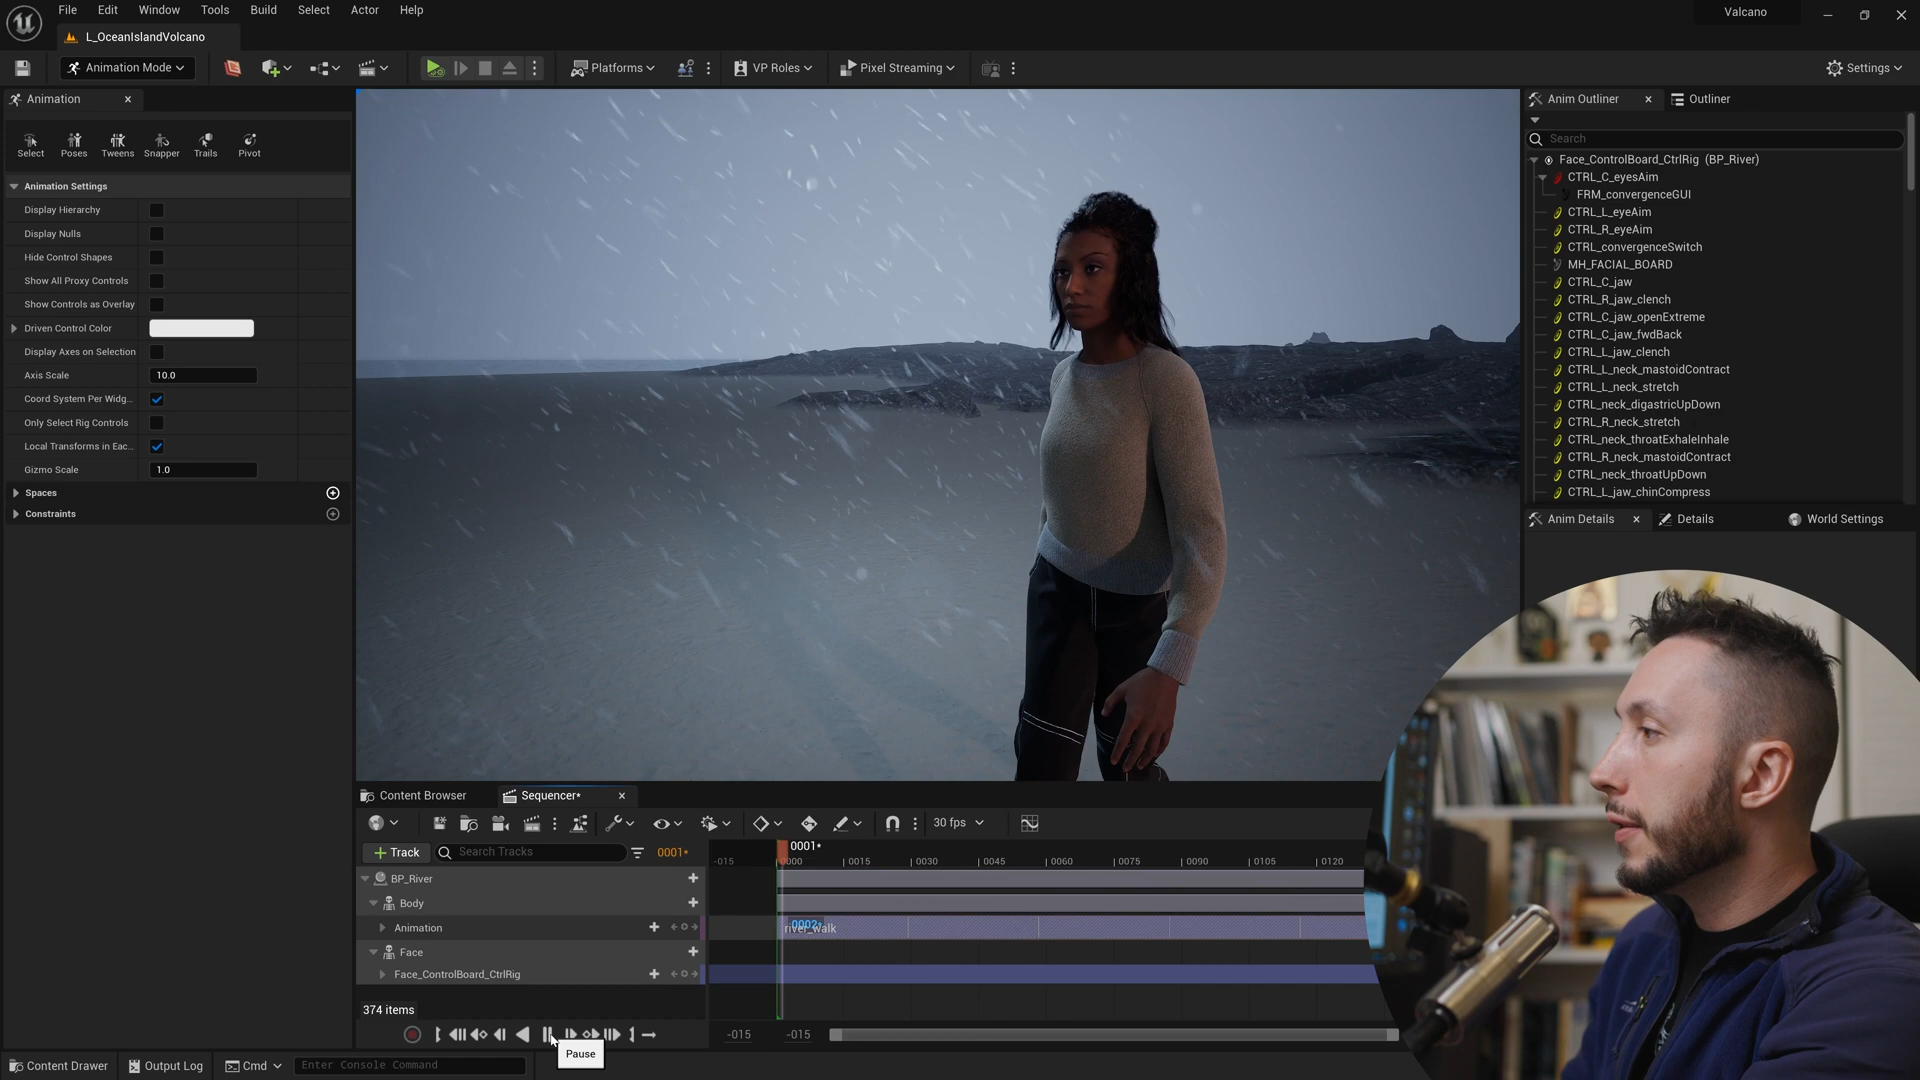 File Edit Window Tools Build Select Actor Help
Valcano
L_OceanIslandVolcano
Animation Mode
Platforms
VP Roles
Pixel Streaming
Settings
Animation
Select Poses Tweens Snapper Trails Pivot
Animation Settings
Display Hierarchy
Display Nulls
Hide Control Shapes
Show All Proxy Controls
Show Controls as Overlay
Driven Control Color
Display Axes on Selection
Axis Scale 10.0
Coord System Per Widg...
Only Select Rig Controls
Local Transforms in Eac...
Gizmo Scale 1.0
Spaces
Constraints
Anim Outliner Outliner
Search
Face_ControlBoard_CtrlRig (BP_River)
CTRL_C_eyesAim
FRM_convergenceGUI
CTRL_L_eyeAim
CTRL_R_eyeAim
CTRL_convergenceSwitch
MH_FACIAL_BOARD
CTRL_C_jaw
CTRL_R_jaw_clench
CTRL_C_jaw_openExtreme
CTRL_C_jaw_fwdBack
CTRL_L_jaw_clench
CTRL_L_neck_mastoidContract
CTRL_L_neck_stretch
CTRL_neck_digastricUpDown
CTRL_R_neck_stretch
CTRL_neck_throatExhaleInhale
CTRL_R_neck_mastoidContract
CTRL_neck_throatUpDown
CTRL_L_jaw_chinCompress
Anim Details Details World Settings
Content Browser Sequencer*
30 fps
+ Track Search Tracks 0001*
0001*
-015 0000 0015 0030 0045 0060 0075 0090 0105 0120
BP_River
Body
Animation
0002*
river_walk
Face
Face_ControlBoard_CtrlRig
374 items
-015 -015
Pause
Content Drawer Output Log Cmd Enter Console Command